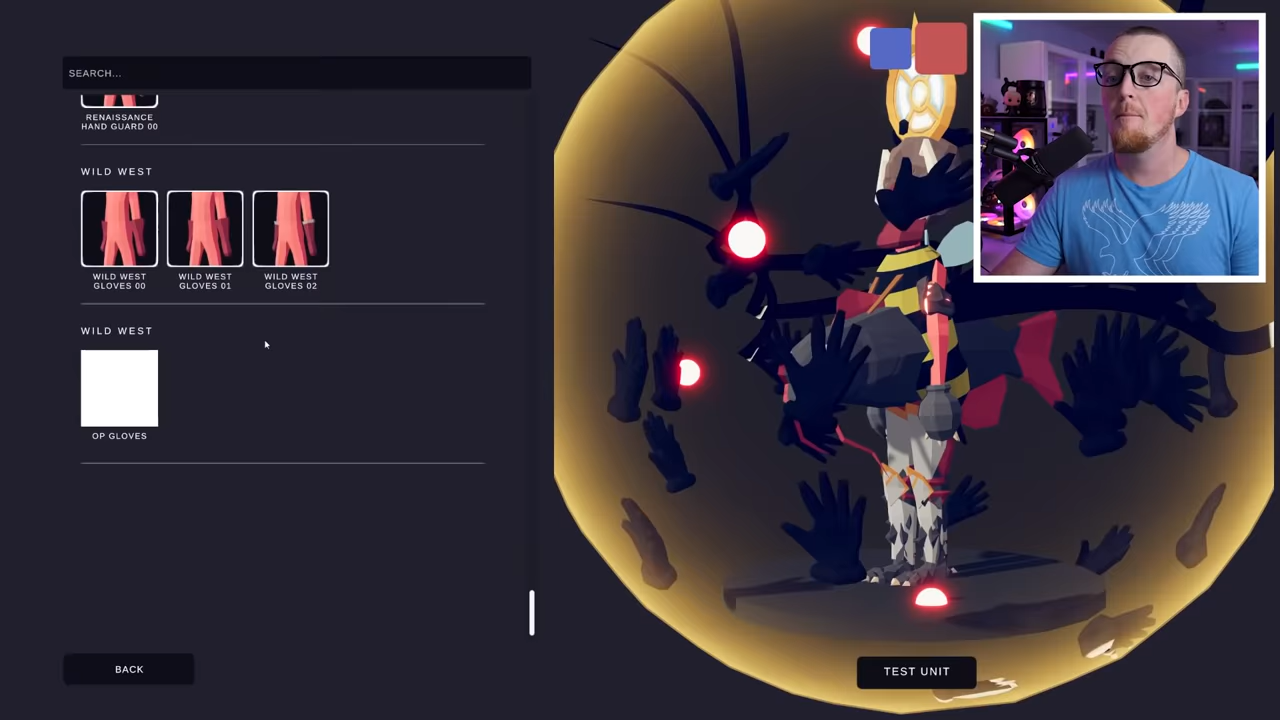 SEARCH...
RENAISSANCE
HAND GUARD 00
WILD WEST
WILD WEST
GLOVES 00
WILD WEST
GLOVES 01
WILD WEST
GLOVES 02
WILD WEST
OP GLOVES
BACK
TEST UNIT